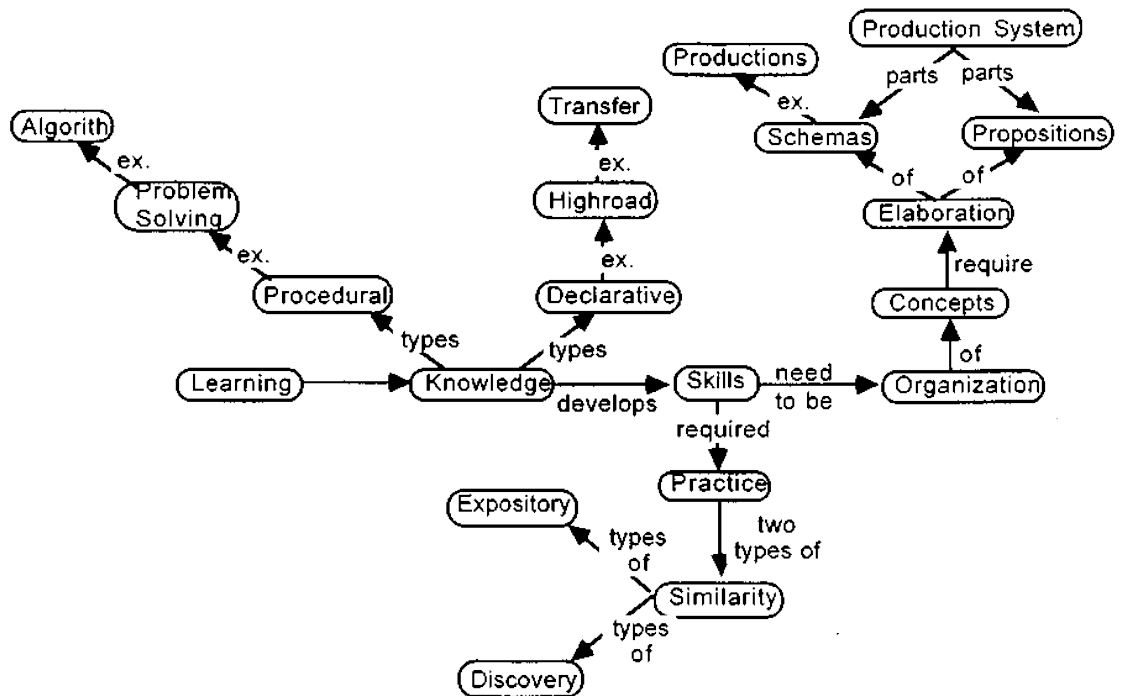 Production System
Productions
parts parts
ex.
Transfer
Algorith
Schemas
Propositions
ex.
ex.
of of
Problem
Solving
Highroad
Elaboration
ex.
ex.
require
Procedural
Declarative
Concepts
types
types
of
Learning
Knowledge
Skills
need
to be
Organization
develops
required
Practice
Expository
two
types of
types
of
Similarity
types
of
Discovery